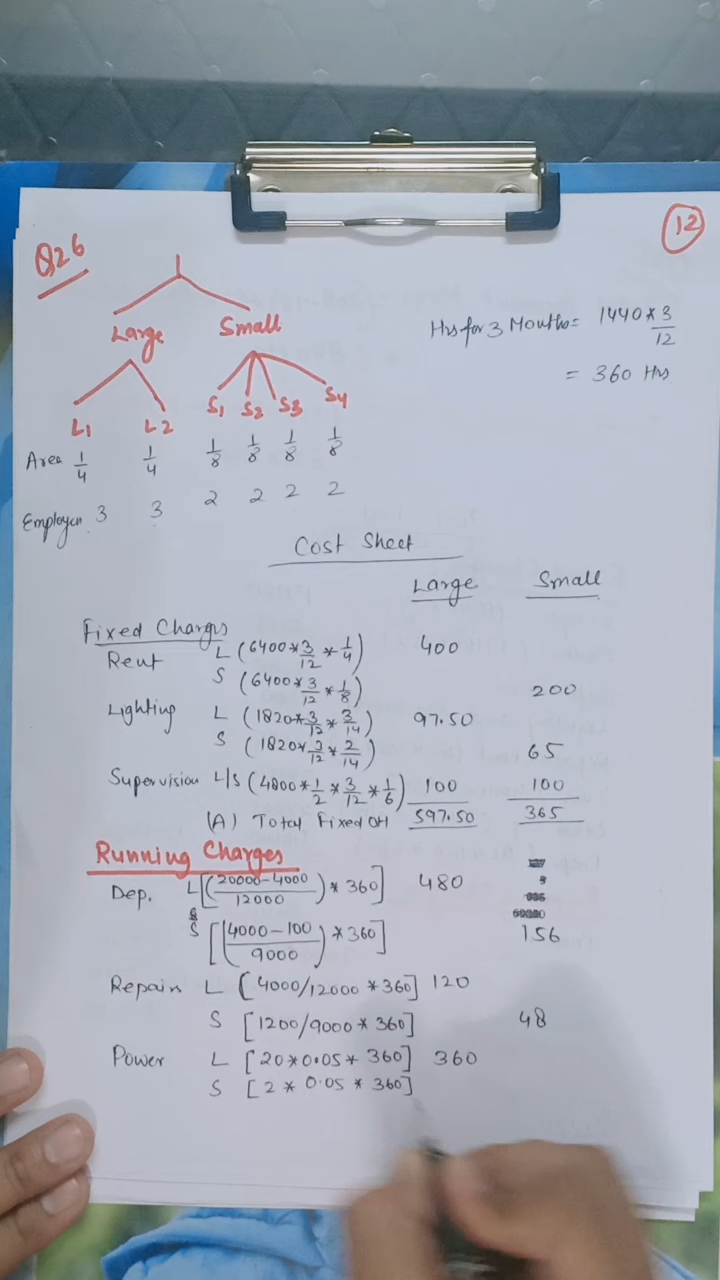 12
Q26
Large Small
L1 L2 S1 S2 S3 S4
Hrs for 3 Months = 1440 * 3/12
= 360 Hrs
Area 1/4 1/4 1/8 1/8 1/8 1/8
Employees 3 3 2 2 2 2
Cost Sheet
Large Small
Fixed Charges
Rent L (6400*3/12*1/4) 400
S (6400*3/12*1/8) 200
Lighting L (1820*3/12*3/14) 97.50
S (1820*3/12*2/14) 65
Supervision L/S (4800*1/2*3/12*1/6) 100 100
(A) Total Fixed OH 597.50 365
Running Charges
Dep. L[(20000-4000/12000)*360] 480
S [(4000-100/9000)*360] 156
Repairs L [4000/12000*360] 120
S [1200/9000*360] 48
Power L [20*0.05*360] 360
S [2*0.05*360]